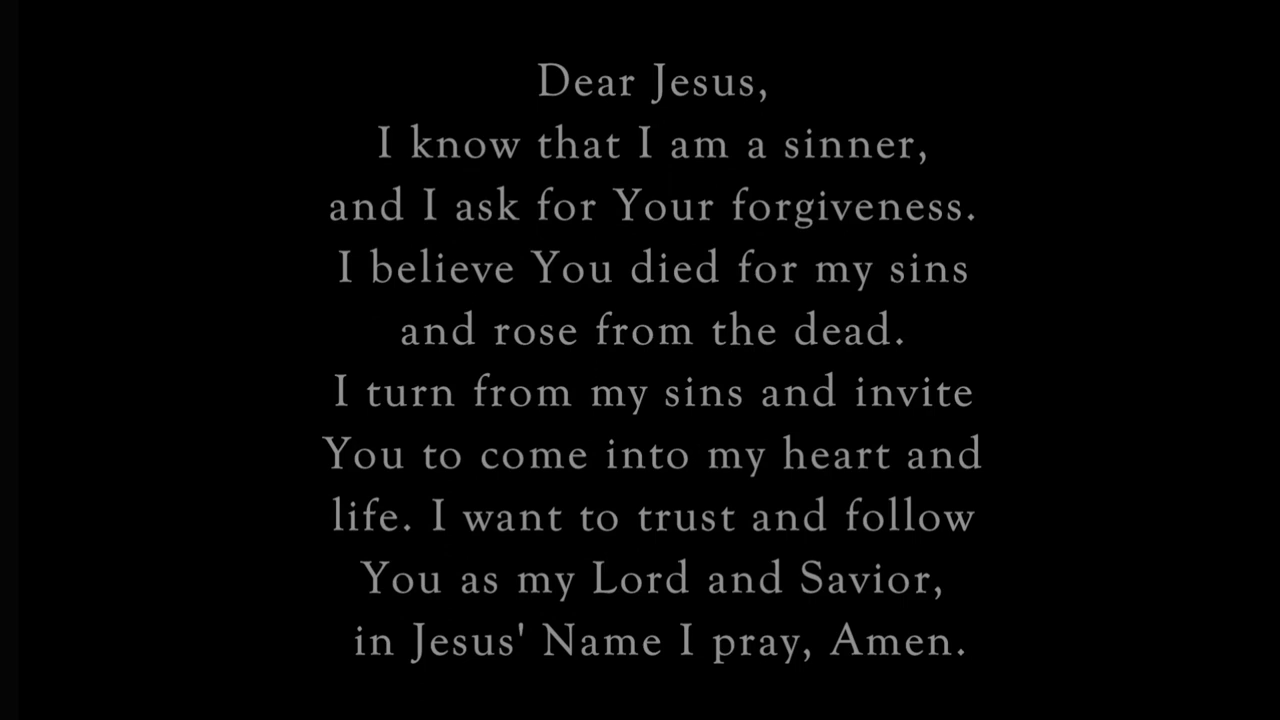 Dear Jesus,
I know that I am a sinner,
and I ask for Your forgiveness.
I believe You died for my sins
and rose from the dead.
I turn from my sins and invite
You to come into my heart and
life. I want to trust and follow
You as my Lord and Savior,
in Jesus' Name I pray, Amen.